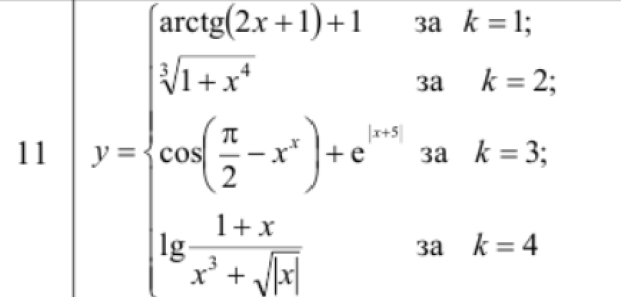 arctg(2x+1)+1 за k = 1;
∛1 + x⁴ за k = 2;
11 y = { cos(π/2 − xˣ) + e^|x+5| за k = 3;
lg (1 + x)/(x³ + √|x|) за k = 4